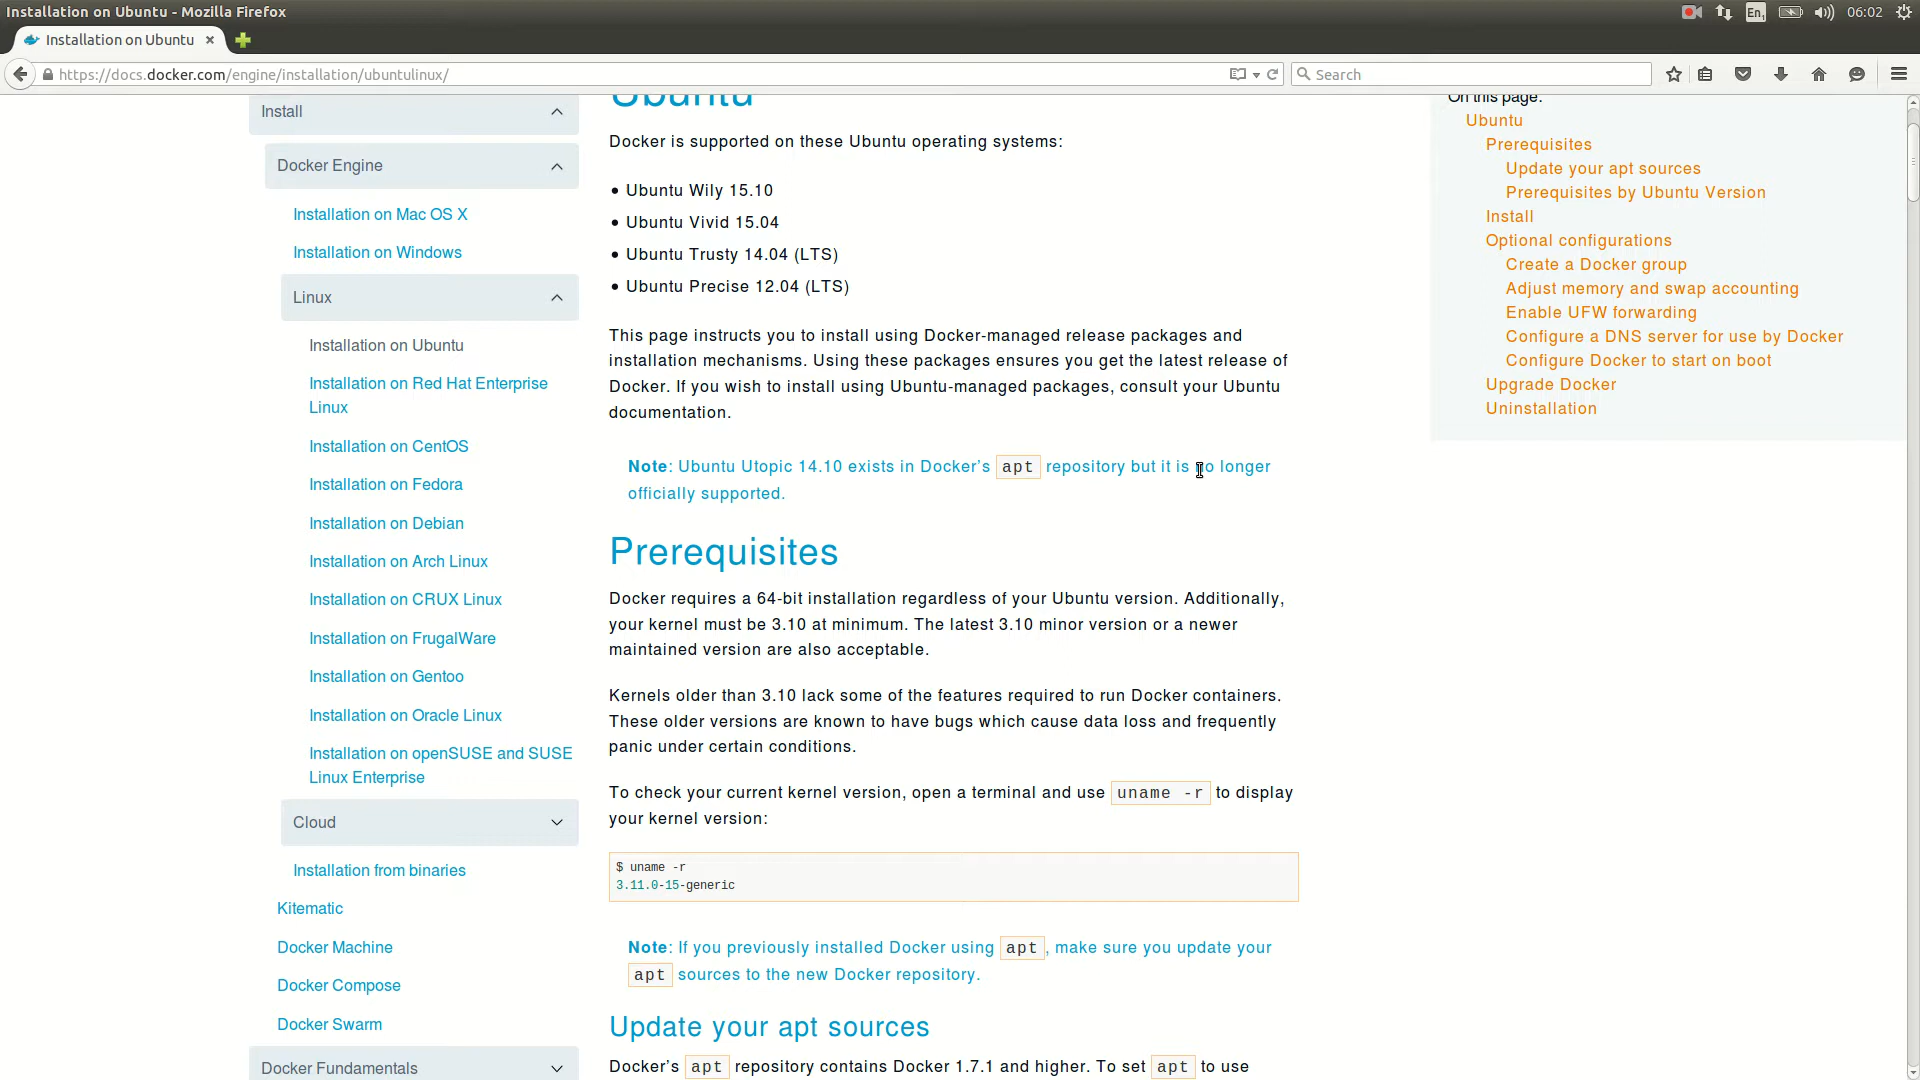 Installation on Ubuntu - Mozilla Firefox
En1
06:02
Installation on Ubuntu
https://docs.docker.com/engine/installation/ubuntulinux/
Search
Install
Docker Engine
Installation on Mac OS X
Installation on Windows
Linux
Installation on Ubuntu
Installation on Red Hat Enterprise
Linux
Installation on CentOS
Installation on Fedora
Installation on Debian
Installation on Arch Linux
Installation on CRUX Linux
Installation on FrugalWare
Installation on Gentoo
Installation on Oracle Linux
Installation on openSUSE and SUSE
Linux Enterprise
Cloud
Installation from binaries
Kitematic
Docker Machine
Docker Compose
Docker Swarm
Docker Fundamentals
Ubuntu
Docker is supported on these Ubuntu operating systems:
• Ubuntu Wily 15.10
• Ubuntu Vivid 15.04
• Ubuntu Trusty 14.04 (LTS)
• Ubuntu Precise 12.04 (LTS)
This page instructs you to install using Docker-managed release packages and
installation mechanisms. Using these packages ensures you get the latest release of
Docker. If you wish to install using Ubuntu-managed packages, consult your Ubuntu
documentation.
Note: Ubuntu Utopic 14.10 exists in Docker’s apt repository but it is no longer
officially supported.
Prerequisites
Docker requires a 64-bit installation regardless of your Ubuntu version. Additionally,
your kernel must be 3.10 at minimum. The latest 3.10 minor version or a newer
maintained version are also acceptable.
Kernels older than 3.10 lack some of the features required to run Docker containers.
These older versions are known to have bugs which cause data loss and frequently
panic under certain conditions.
To check your current kernel version, open a terminal and use uname -r to display
your kernel version:
$ uname -r
3.11.0-15-generic
Note: If you previously installed Docker using apt, make sure you update your
apt sources to the new Docker repository.
Update your apt sources
Docker’s apt repository contains Docker 1.7.1 and higher. To set apt to use
On this page:
Ubuntu
Prerequisites
Update your apt sources
Prerequisites by Ubuntu Version
Install
Optional configurations
Create a Docker group
Adjust memory and swap accounting
Enable UFW forwarding
Configure a DNS server for use by Docker
Configure Docker to start on boot
Upgrade Docker
Uninstallation